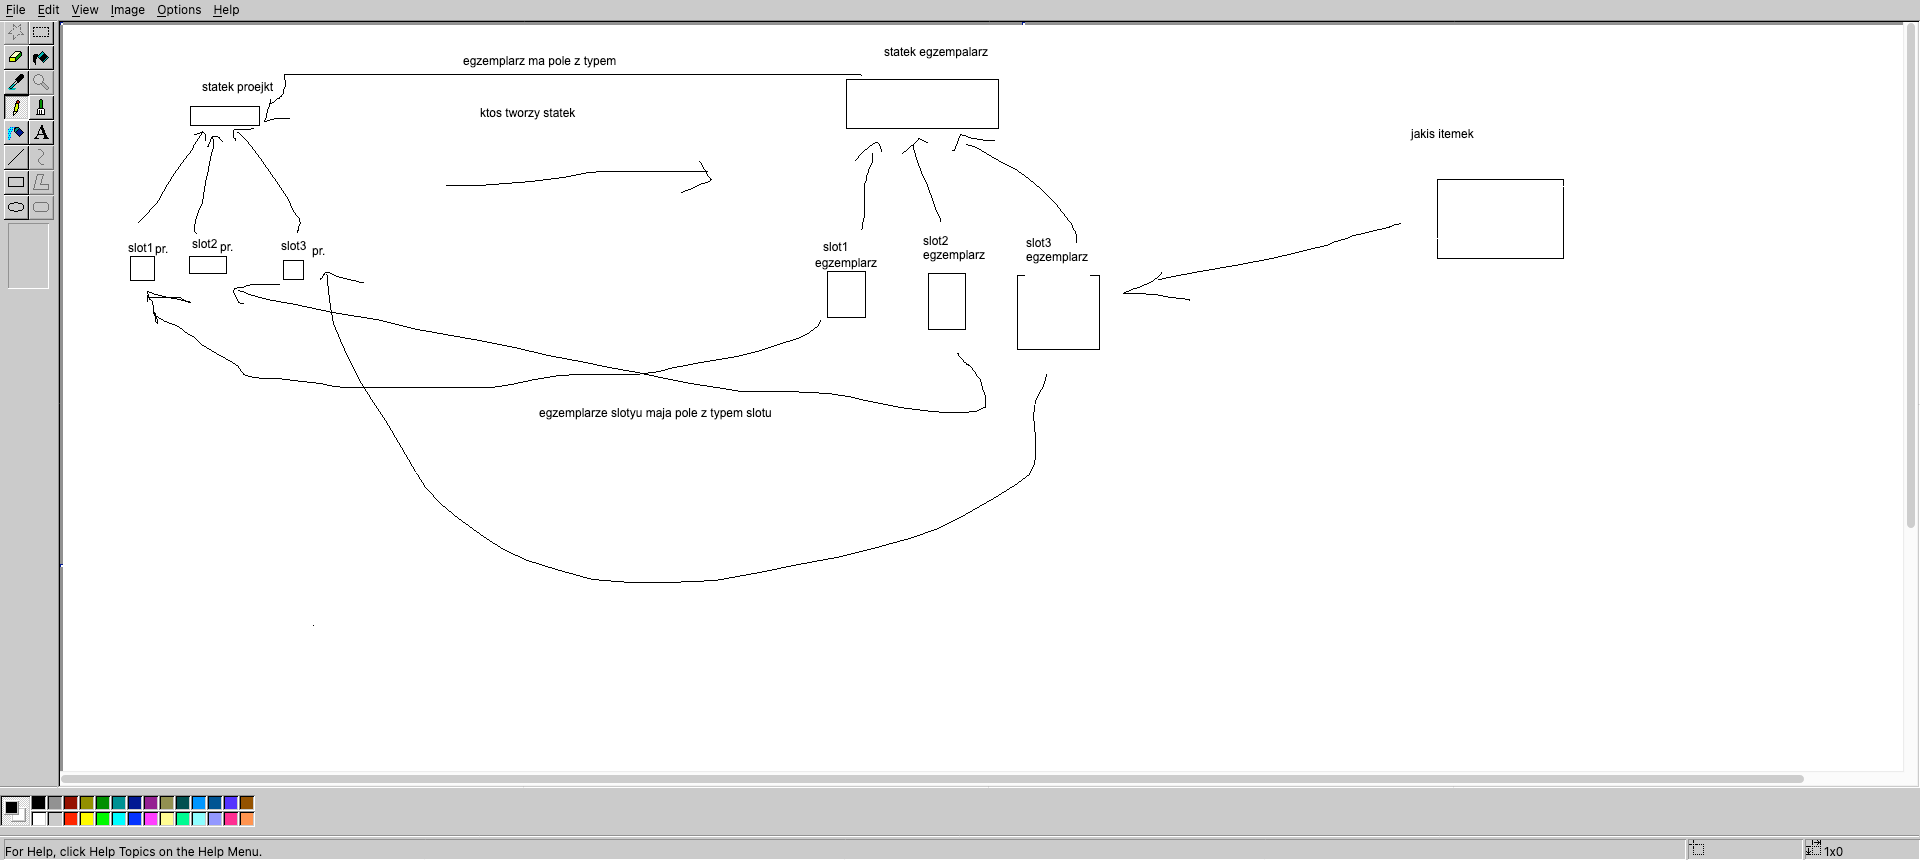 File Edit View Image Options Help
statek egzempalarz
egzemplarz ma pole z typem
statek proejkt
ktos tworzy statek
jakis itemek
slot1 pr.
slot2 pr.
slot3 pr.
slot1
egzemplarz
slot2
egzemplarz
slot3
egzemplarz
egzemplarze slotyu maja pole z typem slotu
For Help, click Help Topics on the Help Menu.
1x0